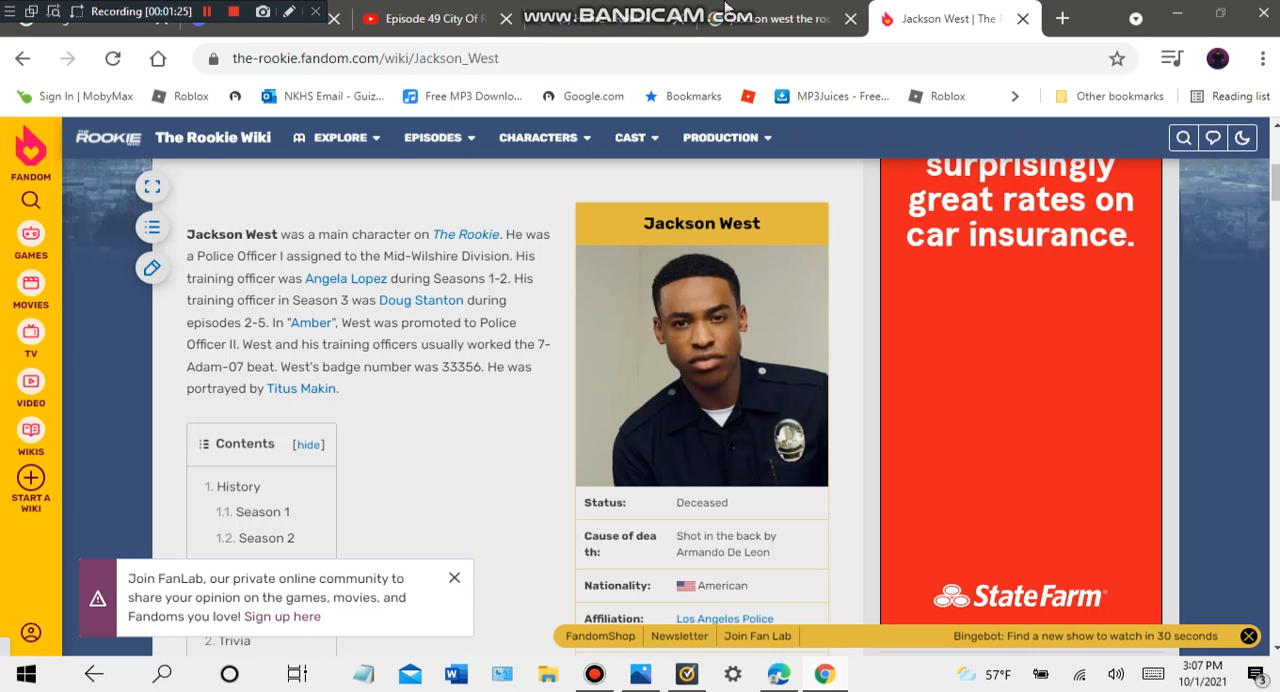 Recording [00:01:25]
Episode 49 City Of R
www.BANDICAM.com
son west the roo
Jackson West | The R
the-rookie.fandom.com/wiki/Jackson_West
Sign In | MobyMax
Roblox
NKHS Email - Guiz...
Free MP3 Downlo...
Google.com
Bookmarks
MP3Juices - Free...
Roblox
Other bookmarks
Reading list
FANDOM
GAMES
MOVIES
TV
VIDEO
WIKIS
START A
WIKI
THE ROOKIE
The Rookie Wiki
EXPLORE
EPISODES
CHARACTERS
CAST
PRODUCTION
Jackson West was a main character on The Rookie. He was
a Police Officer I assigned to the Mid-Wilshire Division. His
training officer was Angela Lopez during Seasons 1-2. His
training officer in Season 3 was Doug Stanton during
episodes 2-5. In "Amber", West was promoted to Police
Officer II. West and his training officers usually worked the 7-
Adam-07 beat. West's badge number was 33356. He was
portrayed by Titus Makin.
Contents [hide]
1. History
1.1. Season 1
1.2. Season 2
2. Trivia
Jackson West
Status: Deceased
Cause of dea Shot in the back by
th: Armando De Leon
Nationality: American
Affiliation: Los Angeles Police
surprisingly
great rates on
car insurance.
StateFarm®
Join FanLab, our private online community to
share your opinion on the games, movies, and
Fandoms you love! Sign up here
FandomShop
Newsletter
Join Fan Lab
Bingebot: Find a new show to watch in 30 seconds
57°F
3:07 PM
10/1/2021
3